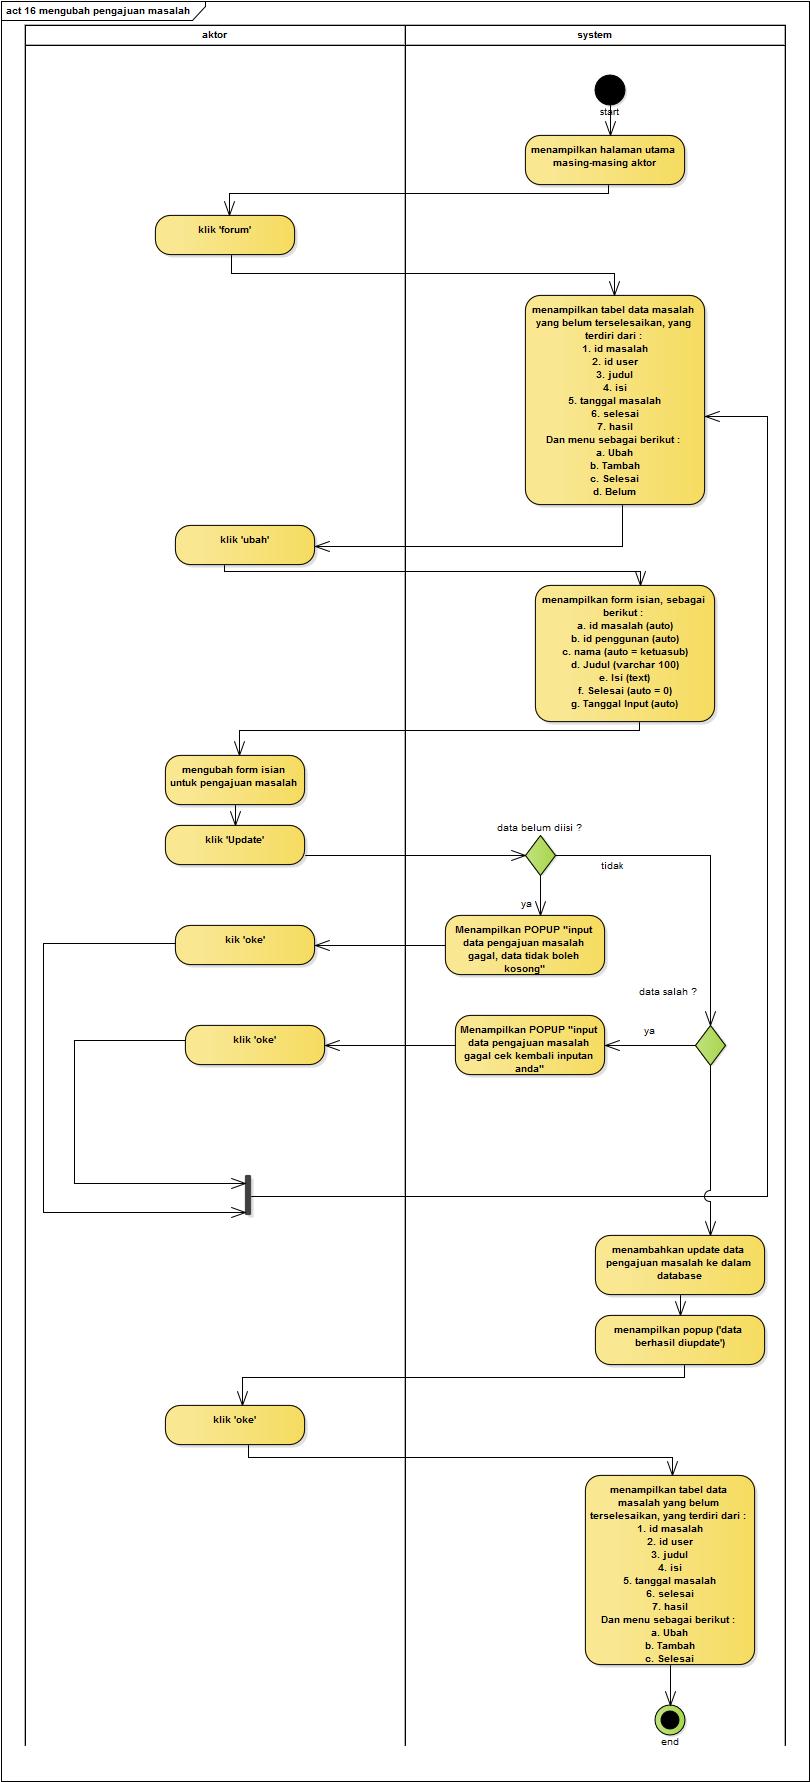 act 16 mengubah pengajuan masalah
aktor
system
start
menampilkan halaman utama
masing-masing aktor
klik 'forum'
menampilkan tabel data masalah
yang belum terselesaikan, yang
terdiri dari :
1. id masalah
2. id user
3. judul
4. isi
5. tanggal masalah
6. selesai
7. hasil
Dan menu sebagai berikut :
a. Ubah
b. Tambah
c. Selesai
d. Belum
klik 'ubah'
menampilkan form isian, sebagai
berikut :
a. id masalah (auto)
b. id penggunan (auto)
c. nama (auto = ketuasub)
d. Judul (varchar 100)
e. Isi (text)
f. Selesai (auto = 0)
g. Tanggal Input (auto)
mengubah form isian
untuk pengajuan masalah
klik 'Update'
data belum diisi ?
tidak
ya
Menampilkan POPUP "input
data pengajuan masalah
gagal, data tidak boleh
kosong"
kik 'oke'
data salah ?
ya
Menampilkan POPUP "input
data pengajuan masalah
gagal cek kembali inputan
anda"
klik 'oke'
menambahkan update data
pengajuan masalah ke dalam
database
menampilkan popup ('data
berhasil diupdate')
klik 'oke'
menampilkan tabel data
masalah yang belum
terselesaikan, yang terdiri dari :
1. id masalah
2. id user
3. judul
4. isi
5. tanggal masalah
6. selesai
7. hasil
Dan menu sebagai berikut :
a. Ubah
b. Tambah
c. Selesai
end